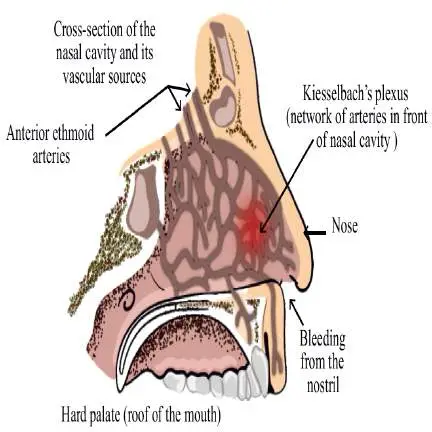 Cross-section of the
nasal cavity and its
vascular sources
Kiesselbach's plexus
(network of arteries in front
of nasal cavity )
Anterior ethmoid
arteries
Nose
Bleeding
from the
nostril
Hard palate (roof of the mouth)